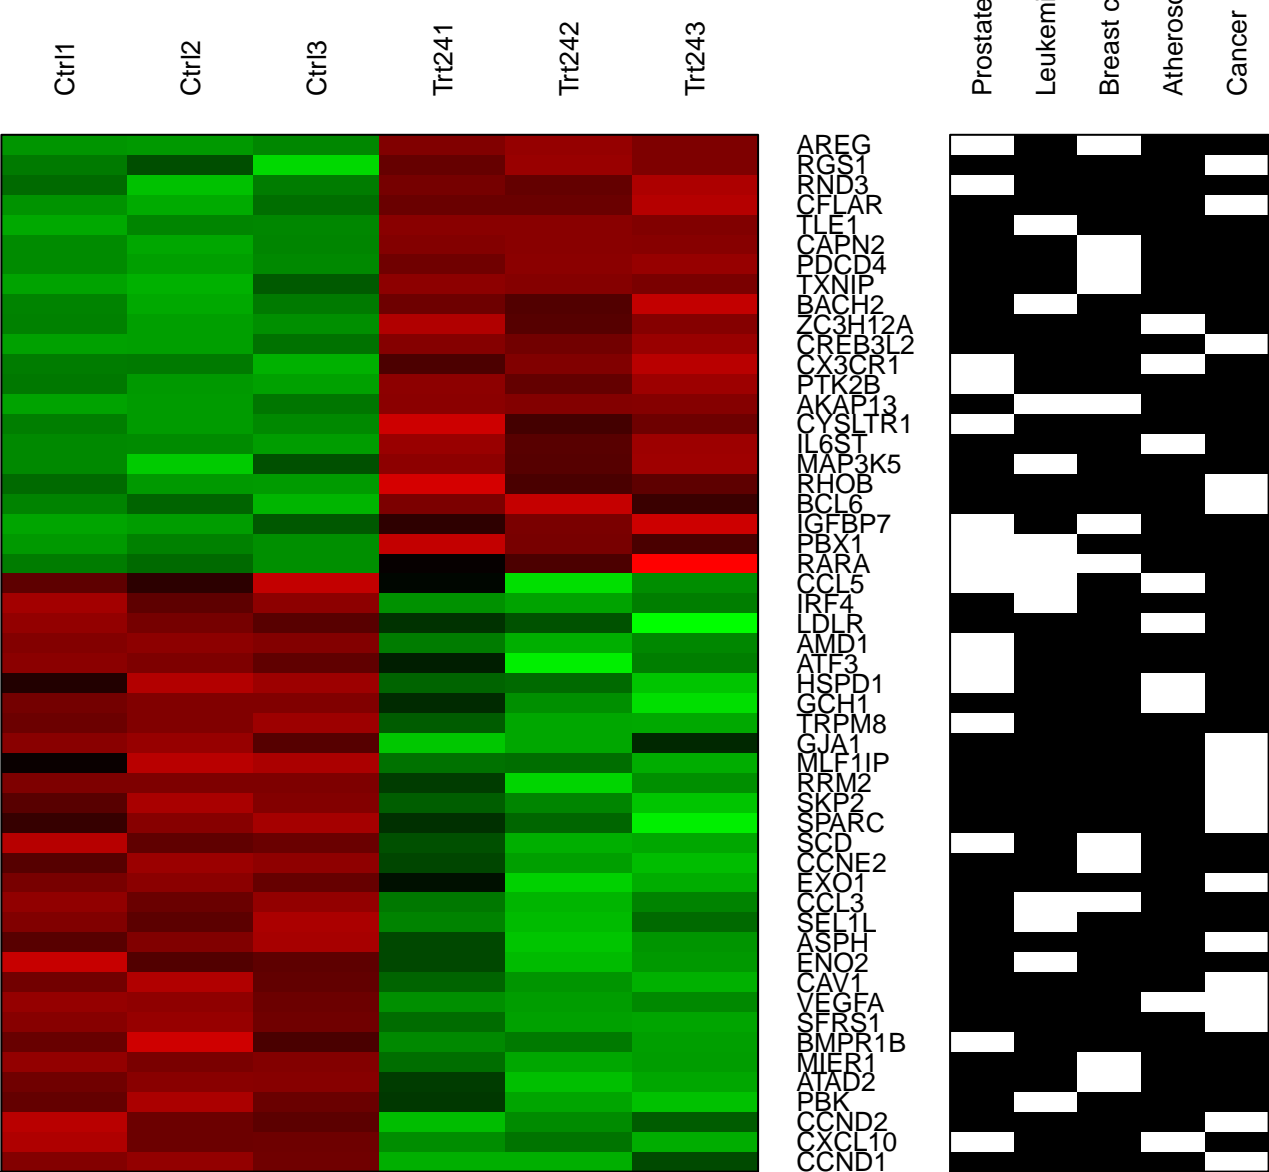 Ctrl1
Ctrl2
Ctrl3
Trt241
Trt242
Trt243
Prostate
Leukemi
Breast c
Atherosc
Cancer
AREG
RGS1
RND3
CFLAR
TLE1
CAPN2
PDCD4
TXNIP
BACH2
ZC3H12A
CREB3L2
CX3CR1
PTK2B
AKAP13
CYSLTR1
IL6ST
MAP3K5
RHOB
BCL6
IGFBP7
PBX1
RARA
CCL5
IRF4
LDLR
AMD1
ATF3
HSPD1
GCH1
TRPM8
GJA1
MLF1IP
RRM2
SKP2
SPARC
SCD
CCNE2
EXO1
CCL3
SEL1L
ASPH
ENO2
CAV1
VEGFA
SFRS1
BMPR1B
MIER1
ATAD2
PBK
CCND2
CXCL10
CCND1